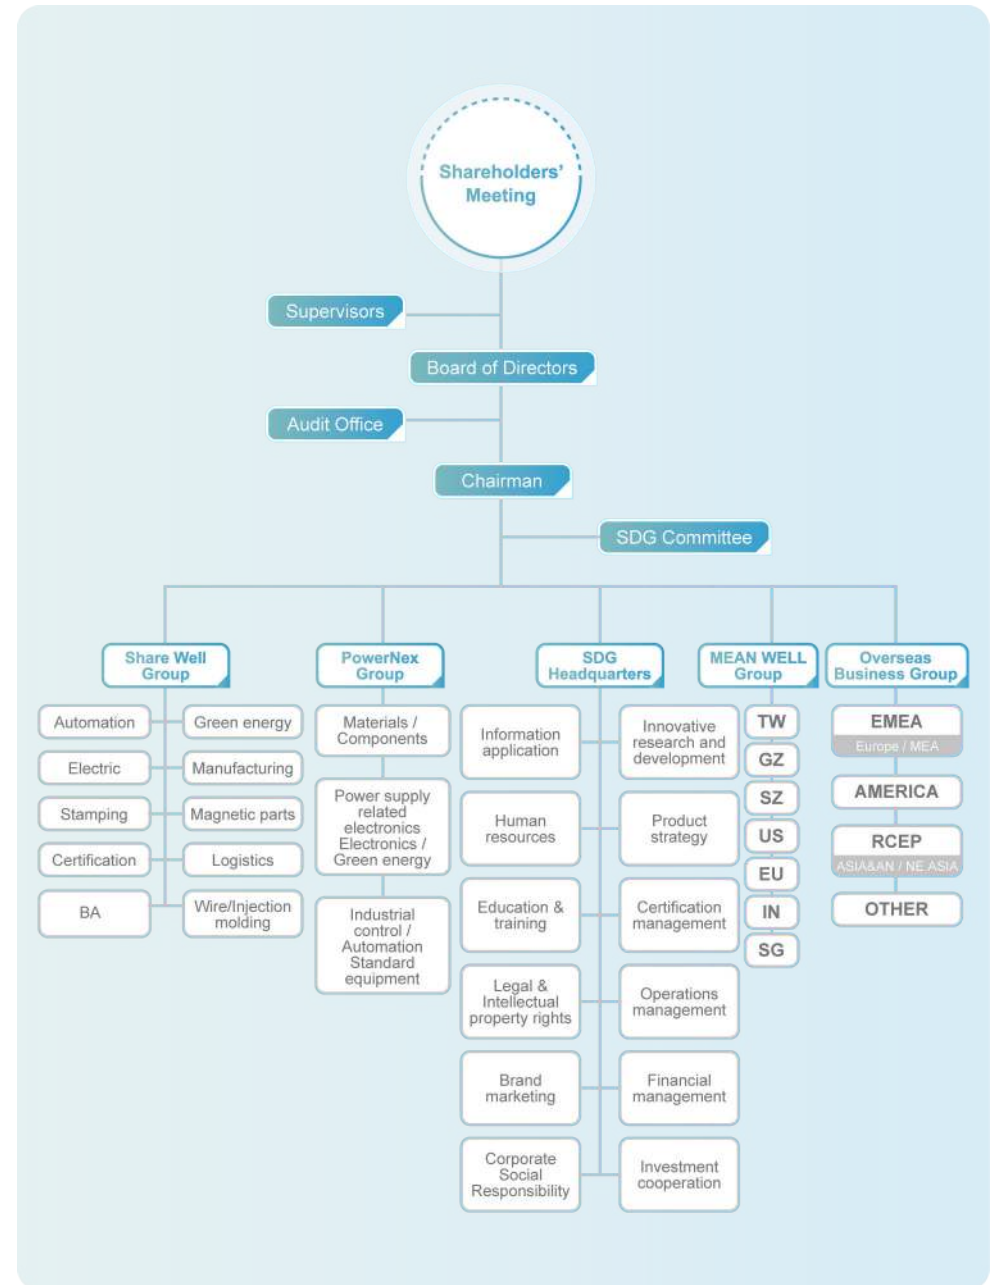 Shareholders'
Meeting
Supervisors
Board of Directors
Audit Office
Chairman
SDG Committee
Share Well
Group
Automation
Green energy
Electric
Manufacturing
Stamping
Magnetic parts
Certification
Logistics
BA
Wire/Injection
molding
PowerNex
Group
Materials /
Components
Power supply
related
electronics
Electronics /
Green energy
Industrial
control /
Automation
Standard
equipment
SDG
Headquarters
Information
application
Innovative
research and
development
Human
resources
Product
strategy
Education &
training
Certification
management
Legal &
Intellectual
property rights
Operations
management
Brand
marketing
Financial
management
Corporate
Social
Responsibility
Investment
cooperation
MEAN WELL
Group
TW
GZ
SZ
US
EU
IN
SG
Overseas
Business Group
EMEA
Europe / MEA
AMERICA
RCEP
ASIA&AN / NE.ASIA
OTHER